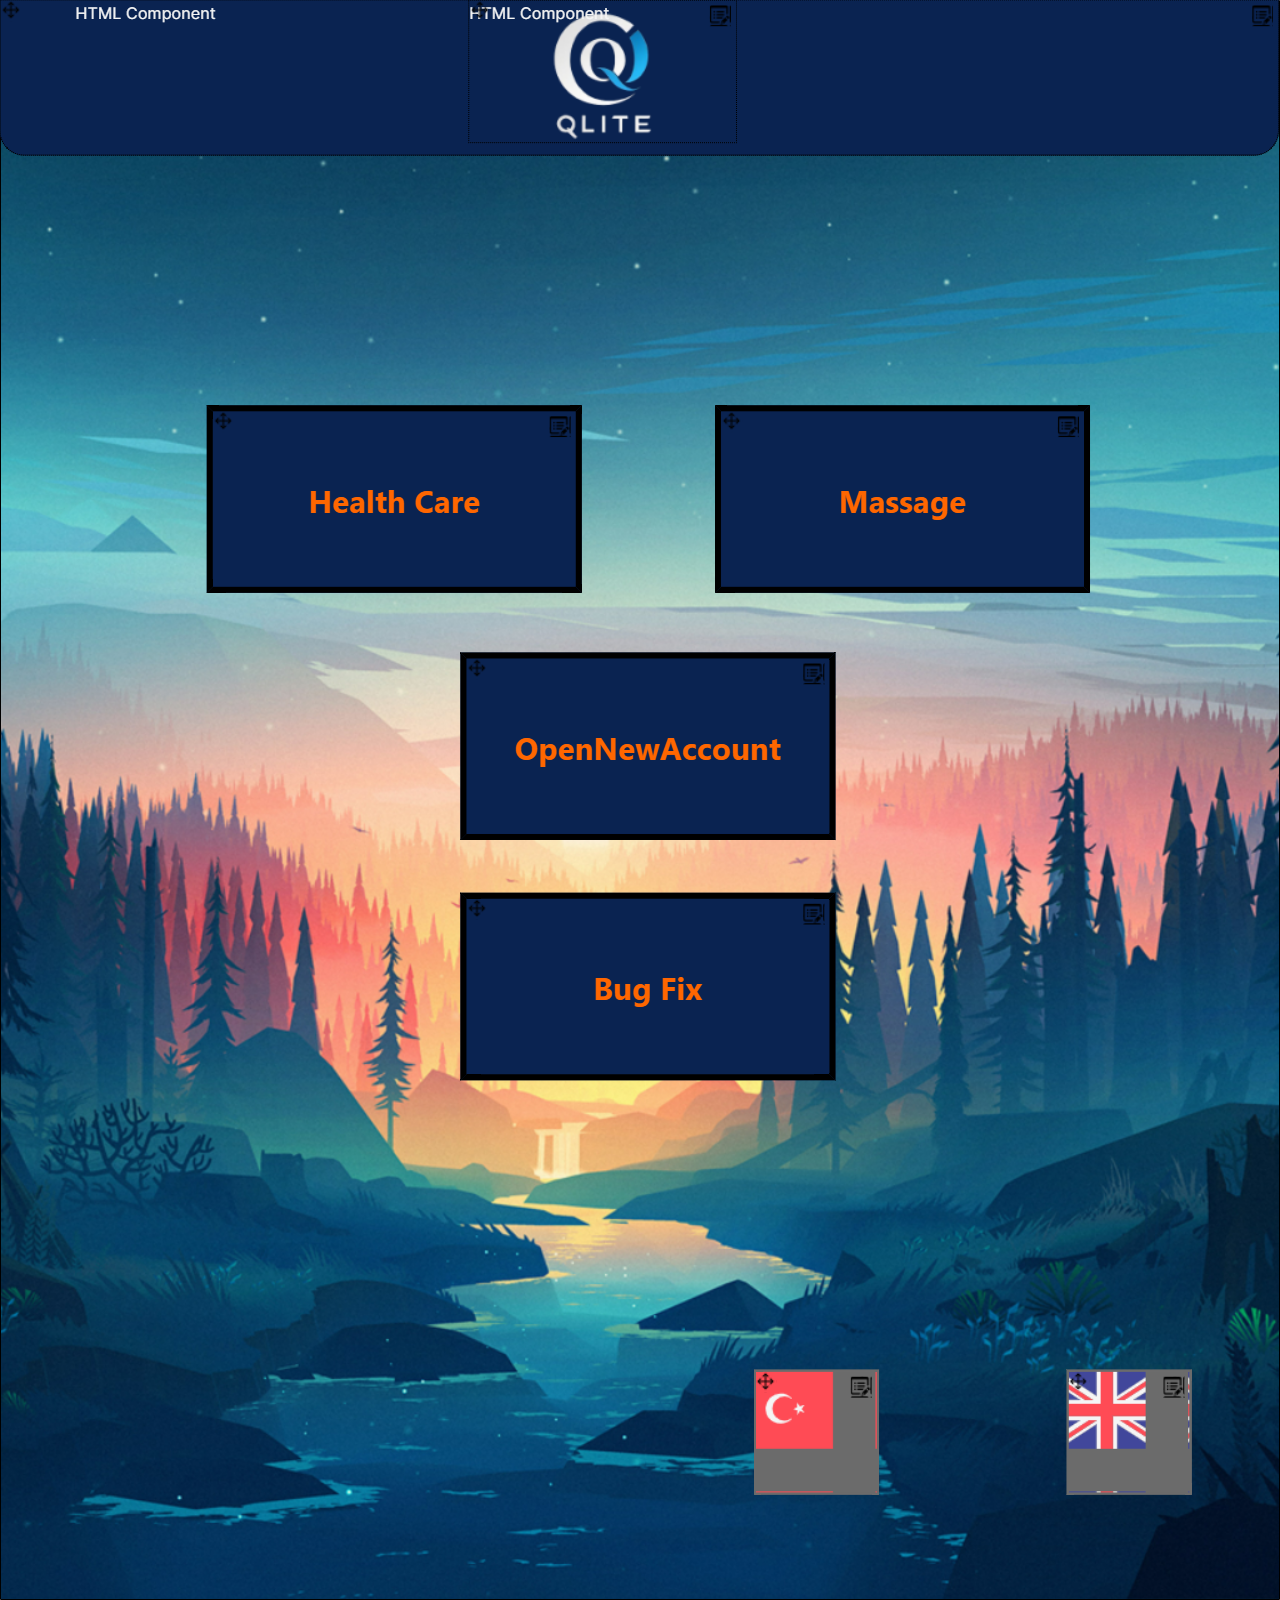 HTML Component
HTML Component
QLITE
Health Care
Massage
OpenNewAccount
Bug Fix